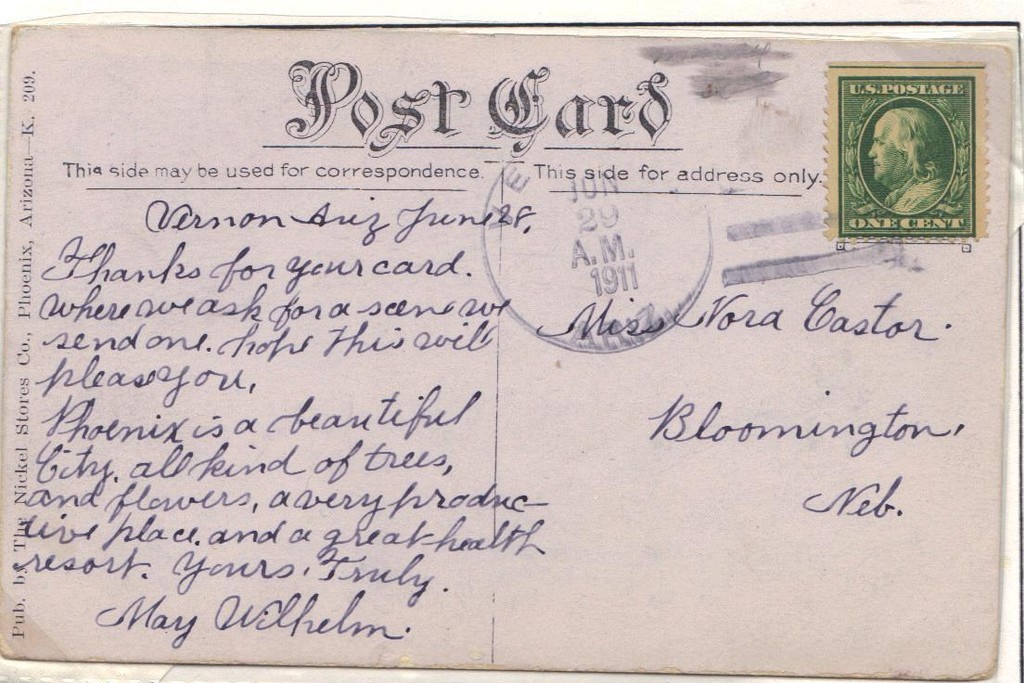 Post Card
This side may be used for correspondence.
This side for address only.
U.S. POSTAGE
ONE CENT
JUN
29
A.M.
1911
ARIZ.
Vernon Ariz June 28,
Thanks for your card.
where we ask for a scene we
send one. hope this will
please you,
Phoenix is a beautiful
City, all kind of trees,
and flowers, a very produc-
tive place, and a great health
resort. Yours, Truly.
May Wilhelm.
Miss Nora Castor.
Bloomington,
Neb.
Pub. by The Nickel Stores Co., Phoenix, Arizona—K. 209.